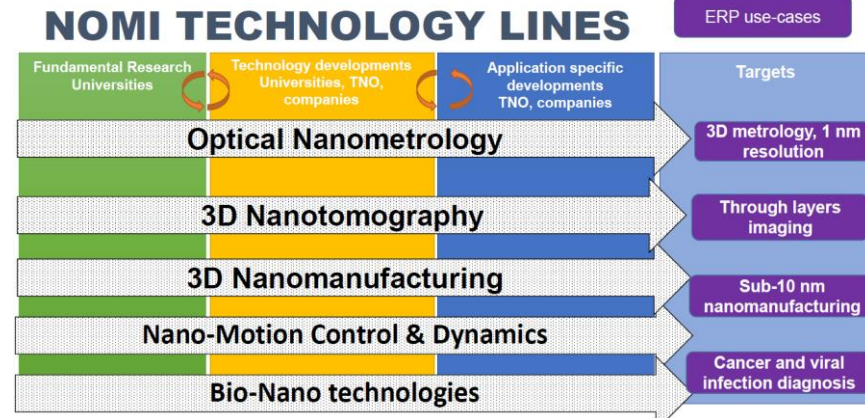 NOMI TECHNOLOGY LINES
ERP use-cases
Fundamental Research
Universities
Technology developments
Universities, TNO,
companies
Application specific
developments
TNO, companies
Targets
Optical Nanometrology
3D metrology, 1 nm
resolution
3D Nanotomography
Through layers
imaging
3D Nanomanufacturing
Sub-10 nm
nanomanufacturing
Nano-Motion Control & Dynamics
Bio-Nano technologies
Cancer and viral
infection diagnosis